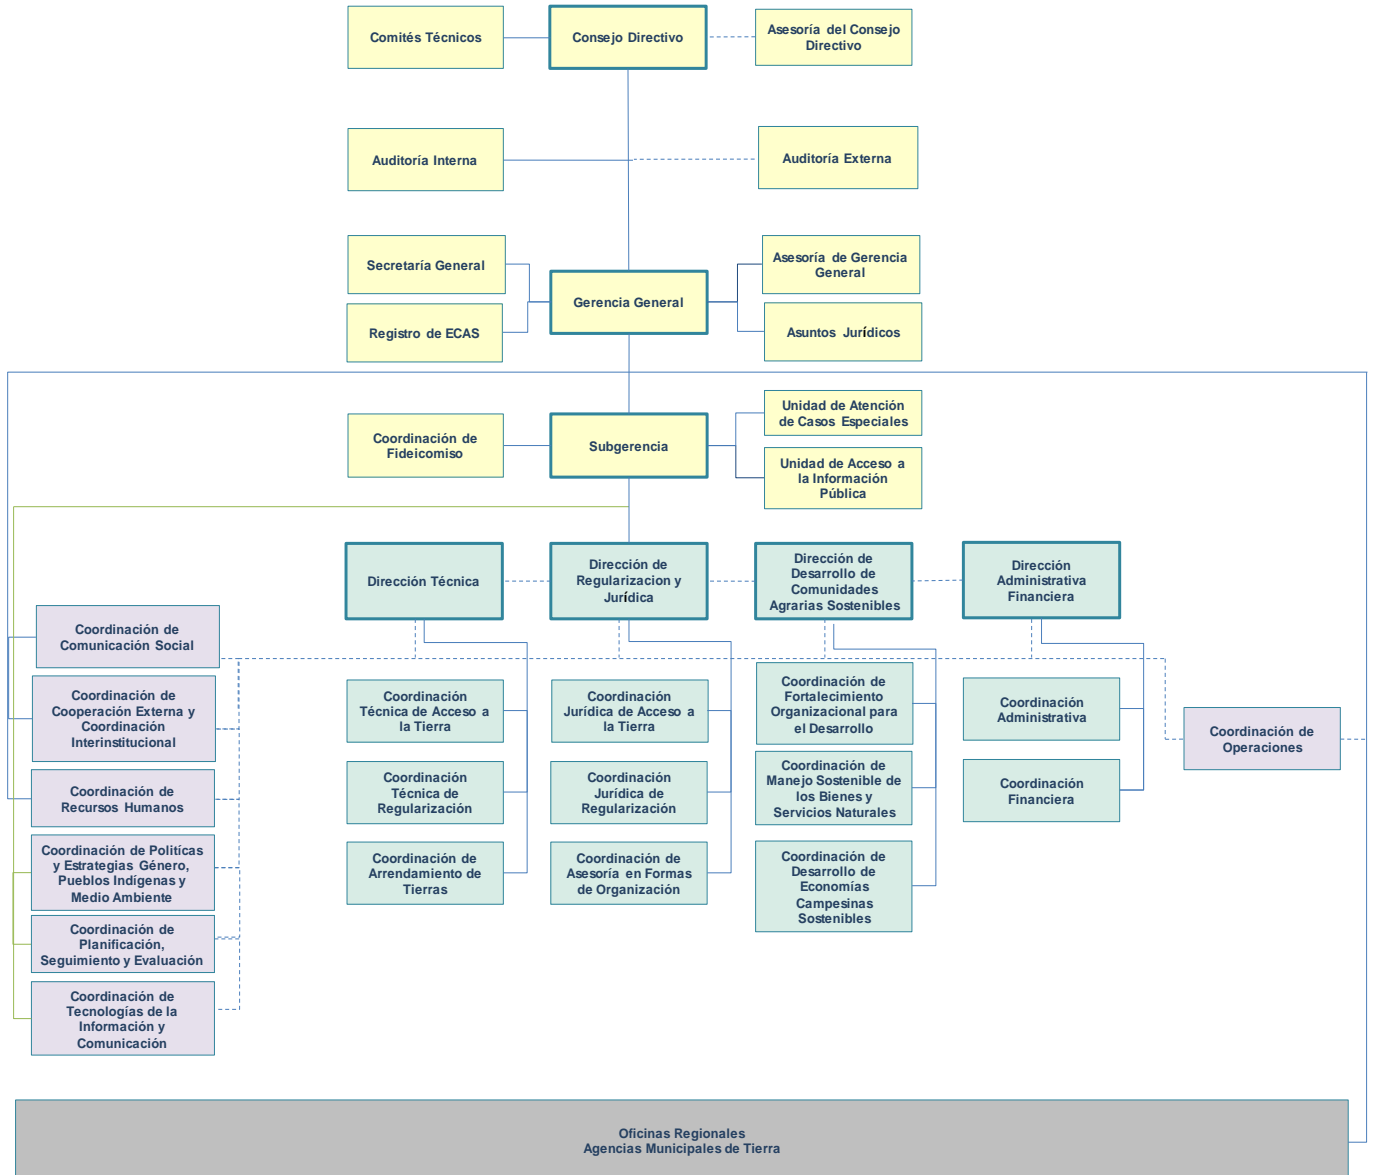 Comités Técnicos
Consejo Directivo
Asesoría del Consejo
Directivo
Auditoría Interna
Auditoría Externa
Secretaría General
Asesoría de Gerencia
General
Gerencia General
Registro de ECAS
Asuntos Jurídicos
Coordinación de
Fideicomiso
Subgerencia
Unidad de Atención
de Casos Especiales
Unidad de Acceso a
la Información
Pública
Dirección Técnica
Dirección de
Regularizacion y
Jurídica
Dirección de
Desarrollo de
Comunidades
Agrarias Sostenibles
Dirección
Administrativa
Financiera
Coordinación de
Comunicación Social
Coordinación de
Cooperación Externa y
Coordinación
Interinstitucional
Coordinación de
Recursos Humanos
Coordinación de Politícas
y Estrategias Género,
Pueblos Indígenas y
Medio Ambiente
Coordinación de
Planificación,
Seguimiento y Evaluación
Coordinación de
Tecnologías de la
Información y
Comunicación
Coordinación
Técnica de Acceso a
la Tierra
Coordinación
Técnica de
Regularización
Coordinación de
Arrendamiento de
Tierras
Coordinación
Jurídica de Acceso a
la Tierra
Coordinación
Jurídica de
Regularización
Coordinación de
Asesoría en Formas
de Organización
Coordinación de
Fortalecimiento
Organizacional para
el Desarrollo
Coordinación de
Manejo Sostenible de
los Bienes y
Servicios Naturales
Coordinación de
Desarrollo de
Economías
Campesinas
Sostenibles
Coordinación
Administrativa
Coordinación
Financiera
Coordinación de
Operaciones
Oficinas Regionales
Agencias Municipales de Tierra